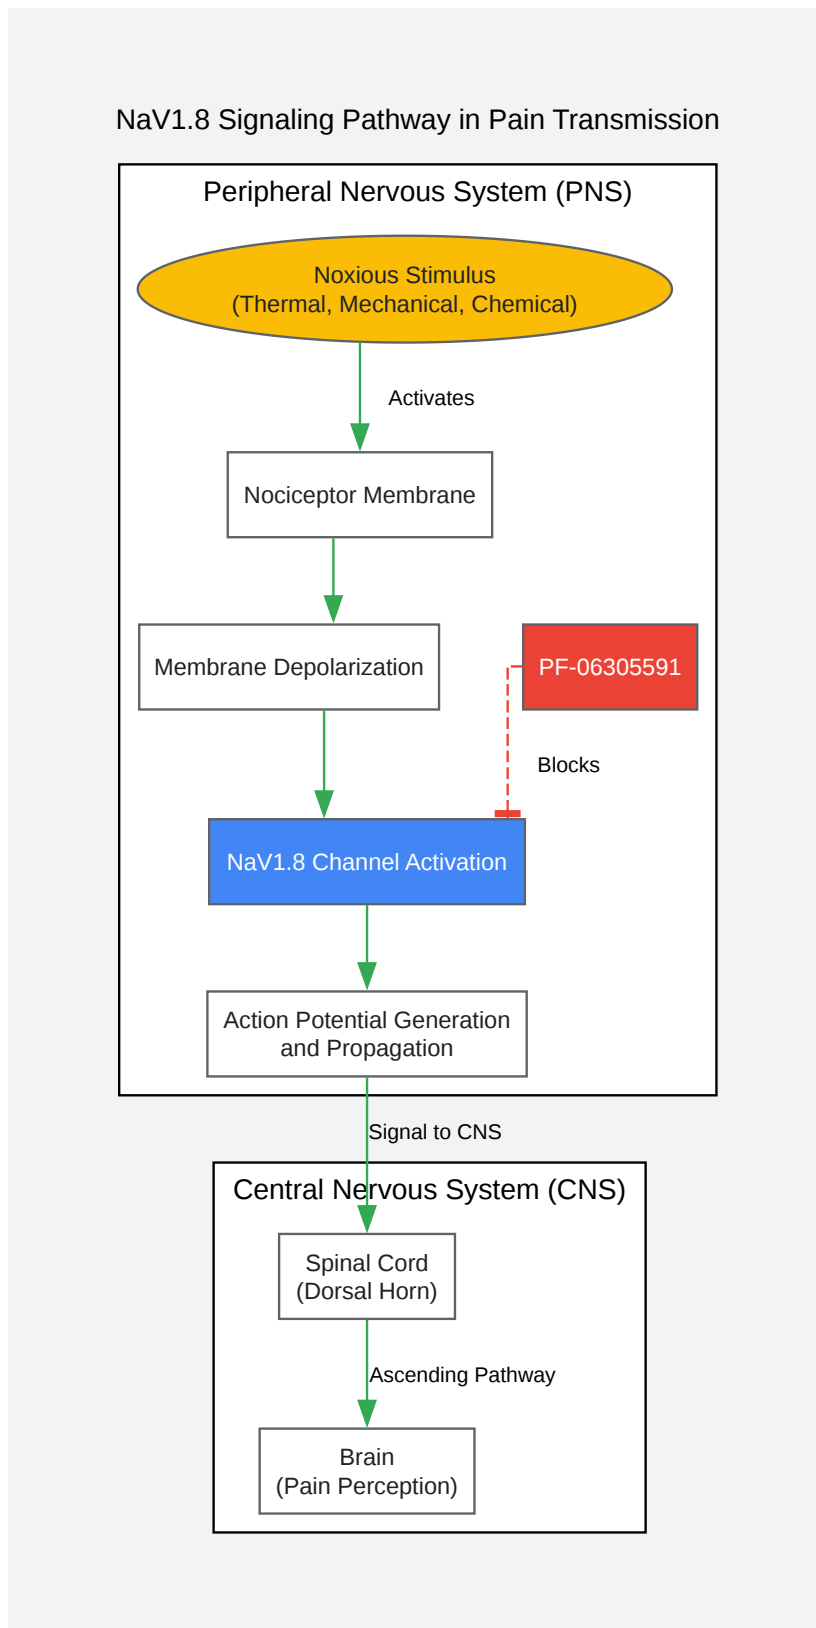 NaV1.8 Signaling Pathway in Pain Transmission
Peripheral Nervous System (PNS)
Noxious Stimulus
(Thermal, Mechanical, Chemical)
Activates
Nociceptor Membrane
Membrane Depolarization
PF-06305591
Blocks
NaV1.8 Channel Activation
Action Potential Generation
and Propagation
Signal to CNS
Central Nervous System (CNS)
Spinal Cord
(Dorsal Horn)
Ascending Pathway
Brain
(Pain Perception)